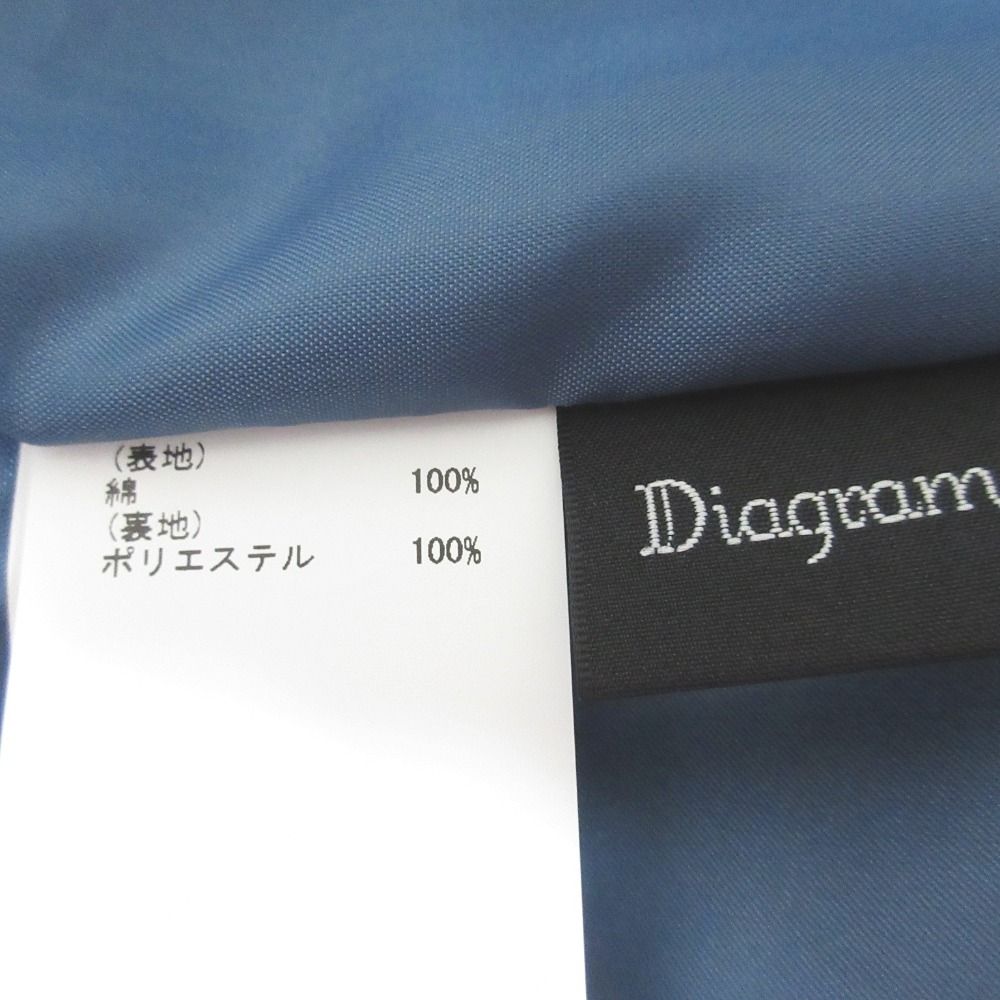 (表地)
綿 100%
(裏地)
ポリエステル 100%
Diagram